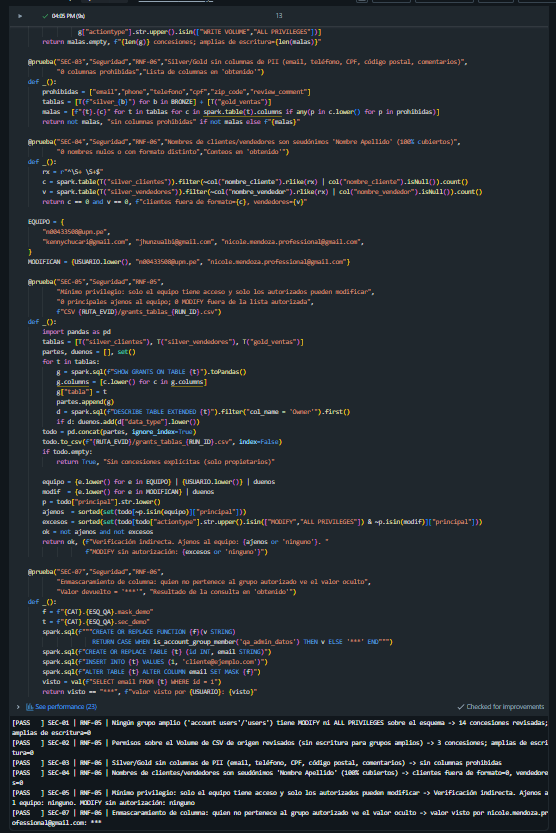 04:05 PM (9s)
13
g["actiontype"].str.upper().isin(["WRITE VOLUME","ALL PRIVILEGES"])]
return malas.empty, f"{len(g)} concesiones; amplias de escritura={len(malas)}"
@prueba("SEC-03","Seguridad","RNF-06","Silver/Gold sin columnas de PII (email, teléfono, CPF, código postal, comentarios)",
"0 columnas prohibidas","Lista de columnas en 'obtenido'")
def _():
prohibidas = ["email","phone","telefono","cpf","zip_code","review_comment"]
tablas = [T(f"silver_{b}") for b in BRONZE] + [T("gold_ventas")]
malas = [f"{t}.{c}" for t in tablas for c in spark.table(t).columns if any(p in c.lower() for p in prohibidas)]
return not malas, "sin columnas prohibidas" if not malas else f"{malas}"
@prueba("SEC-04","Seguridad","RNF-06","Nombres de clientes/vendedores son seudónimos 'Nombre Apellido' (100% cubiertos)",
"0 nombres nulos o con formato distinto","Conteos en 'obtenido'")
def _():
rx = r"^\S+ \S+$"
c = spark.table(T("silver_clientes")).filter(~col("nombre_cliente").rlike(rx) | col("nombre_cliente").isNull()).count()
v = spark.table(T("silver_vendedores")).filter(~col("nombre_vendedor").rlike(rx) | col("nombre_vendedor").isNull()).count()
return c == 0 and v == 0, f"clientes fuera de formato={c}, vendedores={v}"
EQUIPO = {
"n00433508@upn.pe",
"kennychucari@gmail.com", "jhunzualbi@gmail.com", "nicole.mendoza.professional@gmail.com",
}
MODIFICAN = {USUARIO.lower(), "n00433508@upn.pe", "nicole.mendoza.professional@gmail.com"}
@prueba("SEC-05","Seguridad","RNF-05",
"Mínimo privilegio: solo el equipo tiene acceso y solo los autorizados pueden modificar",
"0 principales ajenos al equipo; 0 MODIFY fuera de la lista autorizada",
f"CSV {RUTA_EVID}/grants_tablas_{RUN_ID}.csv")
def _():
import pandas as pd
tablas = [T("silver_clientes"), T("silver_vendedores"), T("gold_ventas")]
partes, duenos = [], set()
for t in tablas:
g = spark.sql(f"SHOW GRANTS ON TABLE {t}").toPandas()
g.columns = [c.lower() for c in g.columns]
g["tabla"] = t
partes.append(g)
d = spark.sql(f"DESCRIBE TABLE EXTENDED {t}").filter("col_name = 'Owner'").first()
if d: duenos.add(d["data_type"].lower())
todo = pd.concat(partes, ignore_index=True)
todo.to_csv(f"{RUTA_EVID}/grants_tablas_{RUN_ID}.csv", index=False)
if todo.empty:
return True, "Sin concesiones explícitas (solo propietarios)"
equipo = {e.lower() for e in EQUIPO} | {USUARIO.lower()} | duenos
modif = {e.lower() for e in MODIFICAN} | duenos
p = todo["principal"].str.lower()
ajenos = sorted(set(todo[~p.isin(equipo)]["principal"]))
excesos = sorted(set(todo[todo["actiontype"].str.upper().isin(["MODIFY","ALL PRIVILEGES"]) & ~p.isin(modif)]["principal"]))
ok = not ajenos and not excesos
return ok, (f"Verificación indirecta. Ajenos al equipo: {ajenos or 'ninguno'}. "
f"MODIFY sin autorización: {excesos or 'ninguno'}")
@prueba("SEC-07","Seguridad","RNF-06",
"Enmascaramiento de columna: quien no pertenece al grupo autorizado ve el valor oculto",
"Valor devuelto = '***'", "Resultado de la consulta en 'obtenido'")
def _():
f = f"{CAT}.{ESQ_QA}.mask_demo"
t = f"{CAT}.{ESQ_QA}.sec_demo"
spark.sql(f"""CREATE OR REPLACE FUNCTION {f}(v STRING)
RETURN CASE WHEN is_account_group_member('qa_admin_datos') THEN v ELSE '***' END""")
spark.sql(f"CREATE OR REPLACE TABLE {t} (id INT, email STRING)")
spark.sql(f"INSERT INTO {t} VALUES (1, 'cliente@ejemplo.com')")
spark.sql(f"ALTER TABLE {t} ALTER COLUMN email SET MASK {f}")
visto = val(f"SELECT email FROM {t} WHERE id = 1")
return visto == "***", f"valor visto por {USUARIO}: {visto}"
See performance (23)
Checked for improvements
[PASS ] SEC-01 | RNF-05 | Ningún grupo amplio ('account users'/'users') tiene MODIFY ni ALL PRIVILEGES sobre el esquema -> 14 concesiones revisadas;
amplias de escritura=0
[PASS ] SEC-02 | RNF-05 | Permisos sobre el Volume de CSV de origen revisados (sin escritura para grupos amplios) -> 3 concesiones; amplias de escri
tura=0
[PASS ] SEC-03 | RNF-06 | Silver/Gold sin columnas de PII (email, teléfono, CPF, código postal, comentarios) -> sin columnas prohibidas
[PASS ] SEC-04 | RNF-06 | Nombres de clientes/vendedores son seudónimos 'Nombre Apellido' (100% cubiertos) -> clientes fuera de formato=0, vendedore
s=0
[PASS ] SEC-05 | RNF-05 | Mínimo privilegio: solo el equipo tiene acceso y solo los autorizados pueden modificar -> Verificación indirecta. Ajenos a
l equipo: ninguno. MODIFY sin autorización: ninguno
[PASS ] SEC-07 | RNF-06 | Enmascaramiento de columna: quien no pertenece al grupo autorizado ve el valor oculto -> valor visto por nicole.mendoza.pr
ofessional@gmail.com: ***